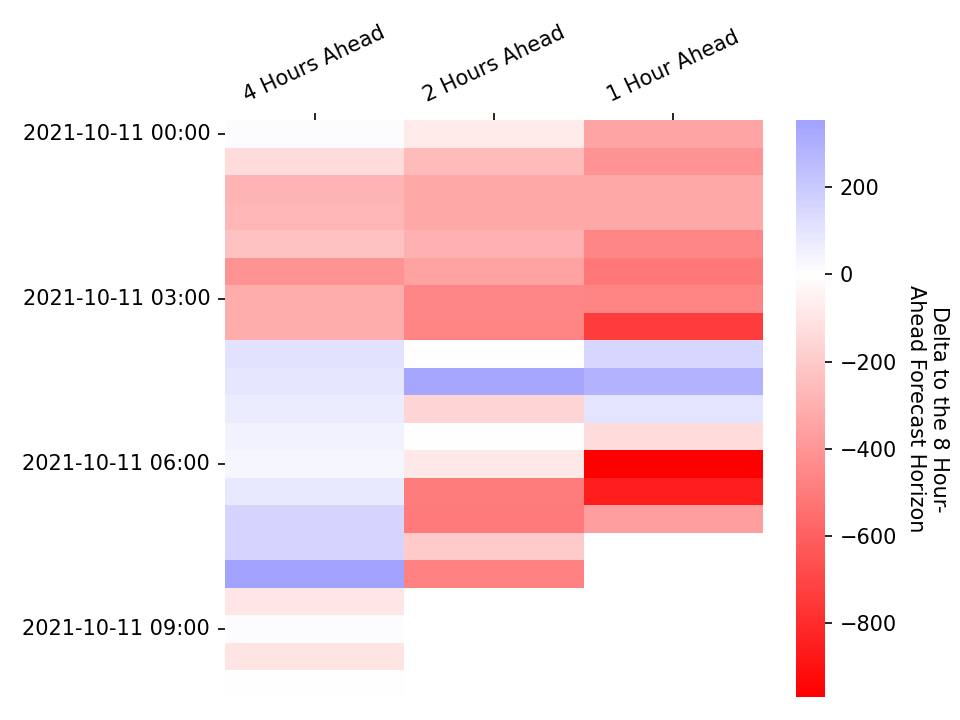 4 Hours Ahead
2 Hours Ahead
1 Hour Ahead
2021-10-11 00:00
2021-10-11 03:00
2021-10-11 06:00
2021-10-11 09:00
200
0
−200
−400
−600
−800
Delta to the 8 Hour-
Ahead Forecast Horizon